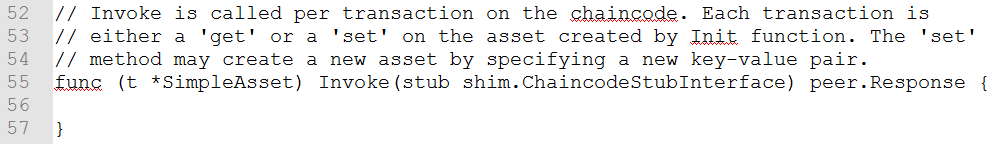 52 // Invoke is called per transaction on the chaincode. Each transaction is
53 // either a 'get' or a 'set' on the asset created by Init function. The 'set'
54 // method may create a new asset by specifying a new key-value pair.
55 func (t *SimpleAsset) Invoke(stub shim.ChaincodeStubInterface) peer.Response {
56
57 }